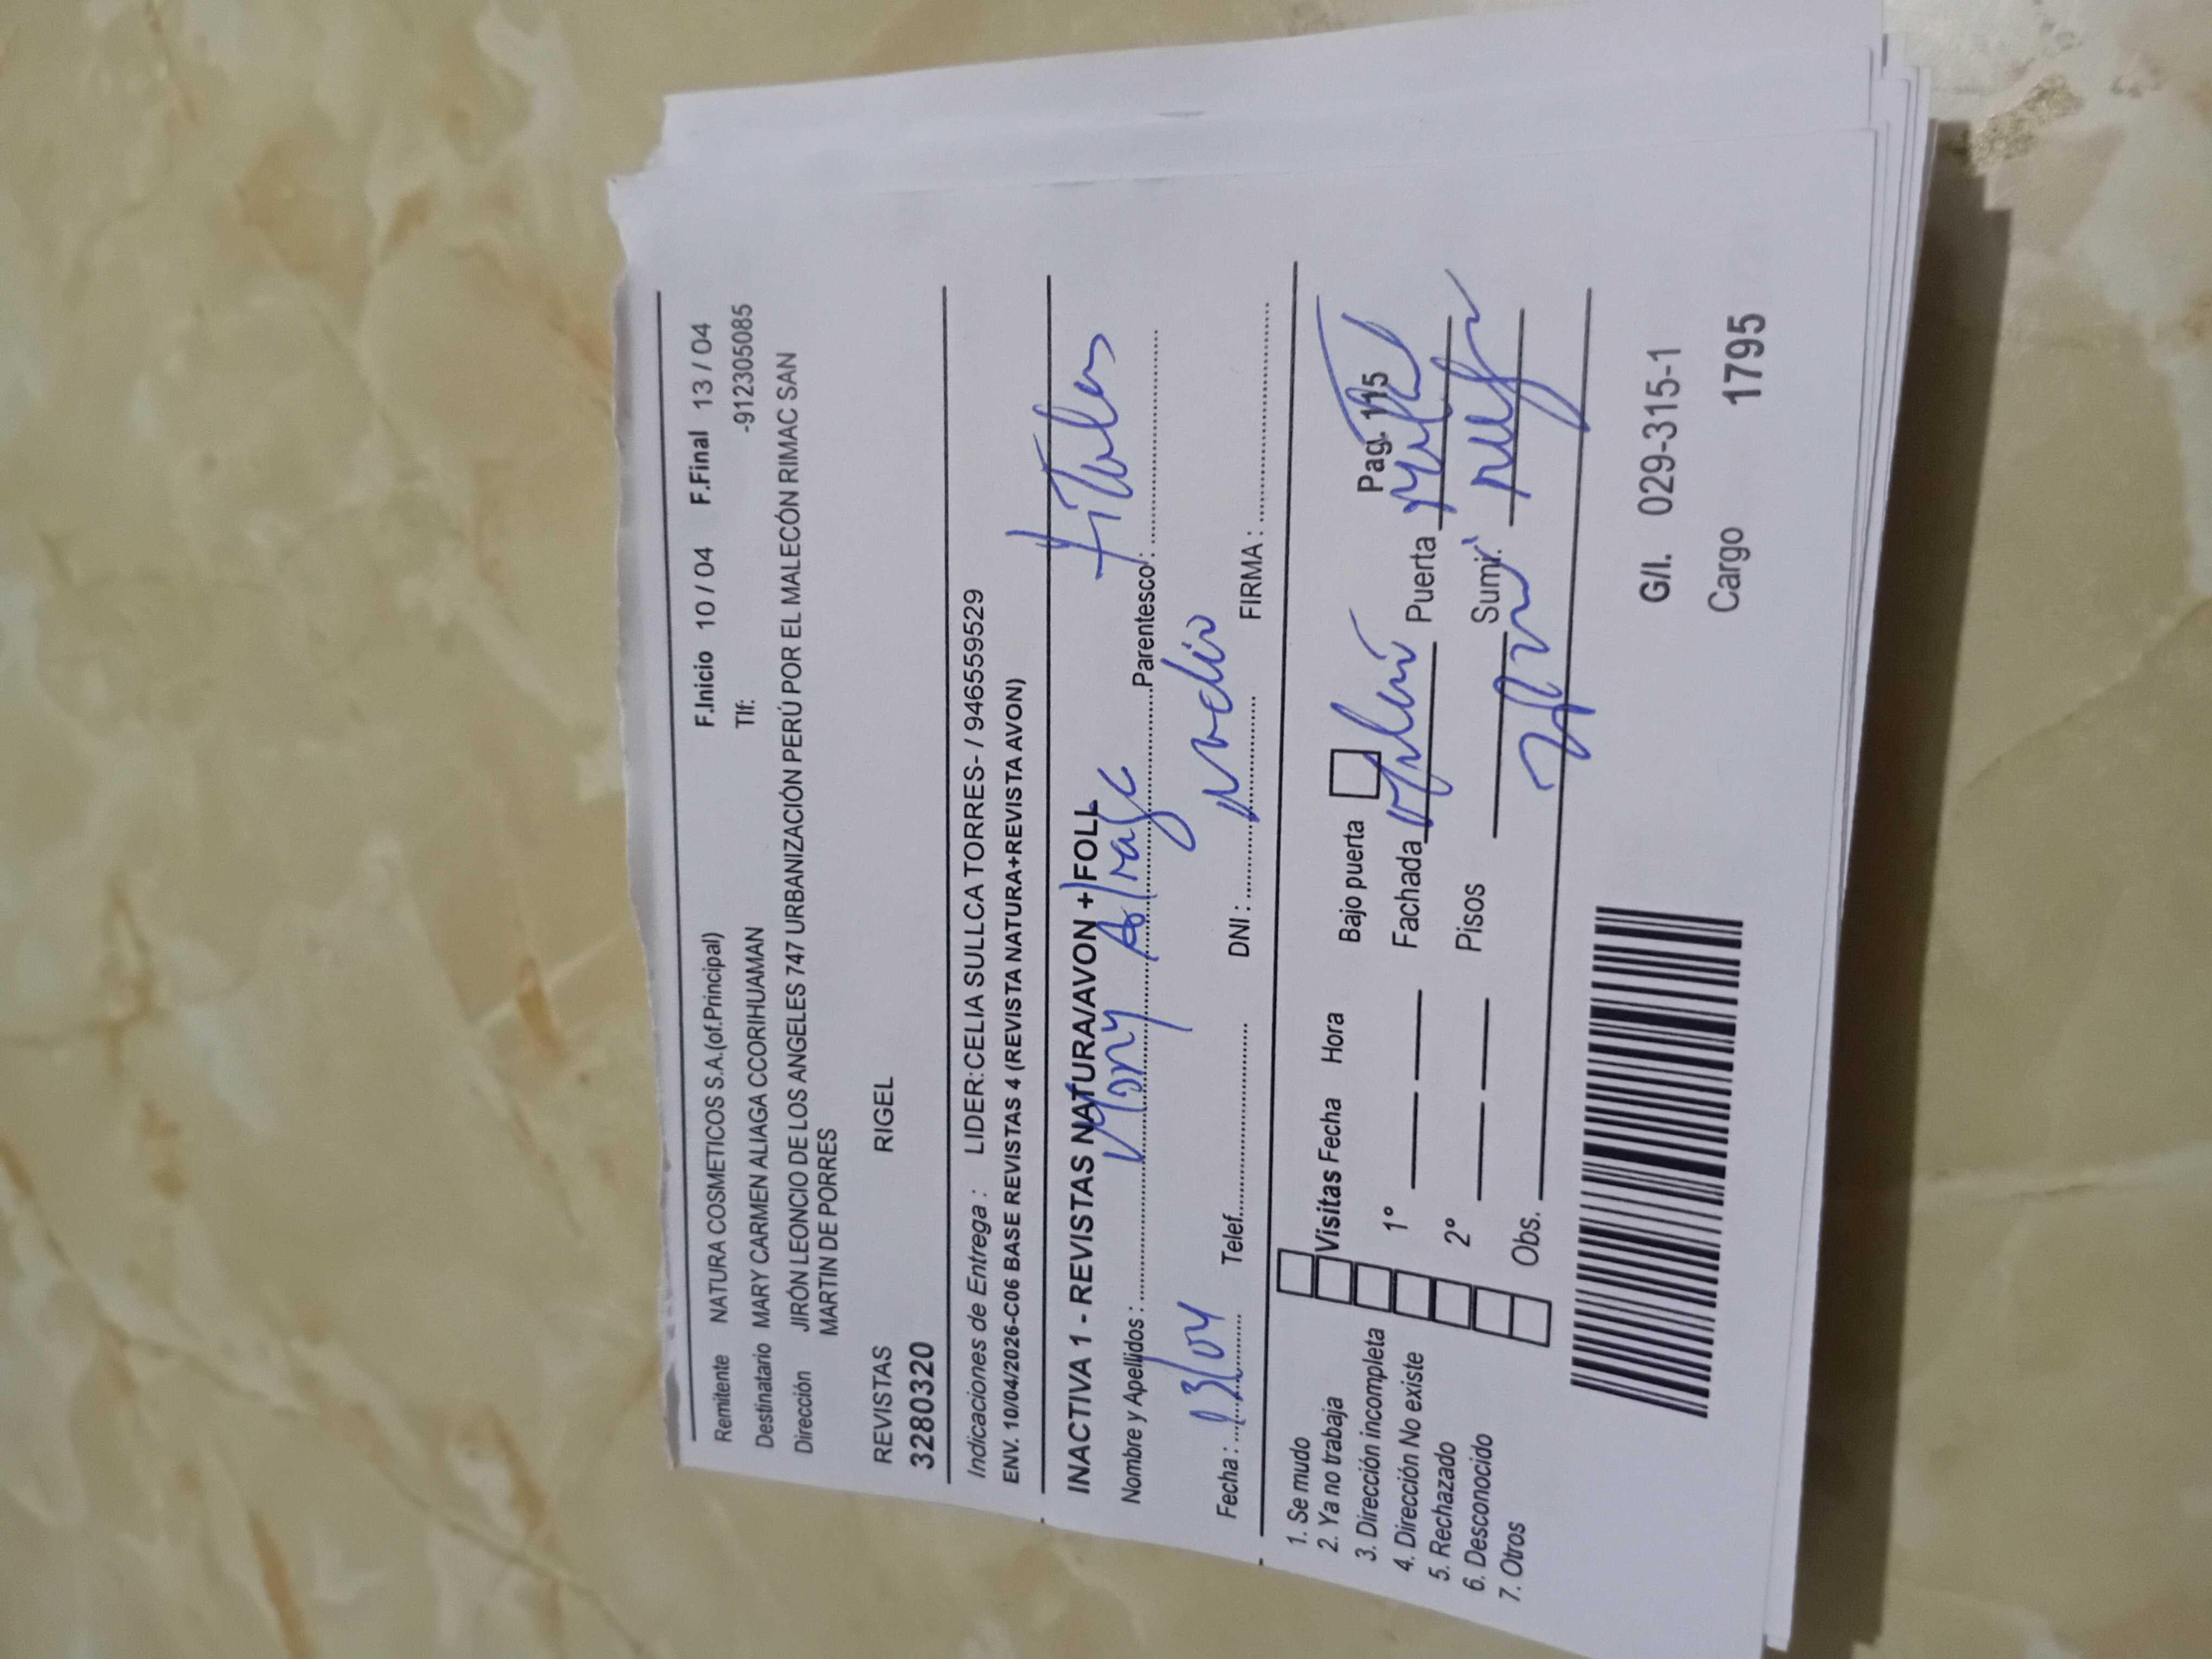 Remitente NATURA COSMETICOS S.A.(of.Principal) F.Inicio 10 / 04 F.Final 13 / 04
Destinatario MARY CARMEN ALIAGA CCORIHUAMAN Tlf: -912305085
Dirección JIRÓN LEONCIO DE LOS ANGELES 747 URBANIZACIÓN PERÚ POR EL MALECÓN RIMAC SAN
MARTIN DE PORRES
REVISTAS RIGEL
3280320
Indicaciones de Entrega : LIDER:CELIA SULLCA TORRES- / 946559529
ENV. 10/04/2026-C06 BASE REVISTAS 4 (REVISTA NATURA+REVISTA AVON)
INACTIVA 1 - REVISTAS NATURA/AVON + FOLL
Nombre y Apellidos : Parentesco : Titular
Fecha : 13/04 Telef. DNI : FIRMA :
1. Se mudo
2. Ya no trabaja
3. Dirección incompleta
4. Dirección No existe
5. Rechazado
6. Desconocido
7. Otros
Visitas Fecha Hora Bajo puerta Pag. 115
1° Fachada Puerta
2° Pisos Sumi.
Obs.
G/I. 029-315-1
Cargo 1795